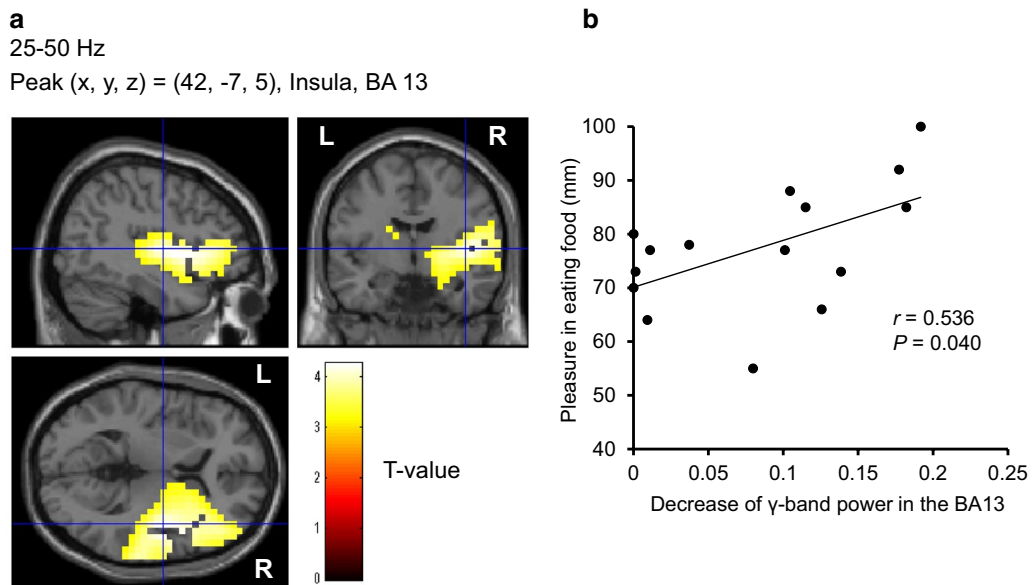 a
25-50 Hz
Peak (x, y, z) = (42, -7, 5), Insula, BA 13
L R
L
R
4
3
2
1
0
T-value
b
Pleasure in eating food (mm)
100
90
80
70
60
50
40
r = 0.536
P = 0.040
0 0.05 0.1 0.15 0.2 0.25
Decrease of γ-band power in the BA13